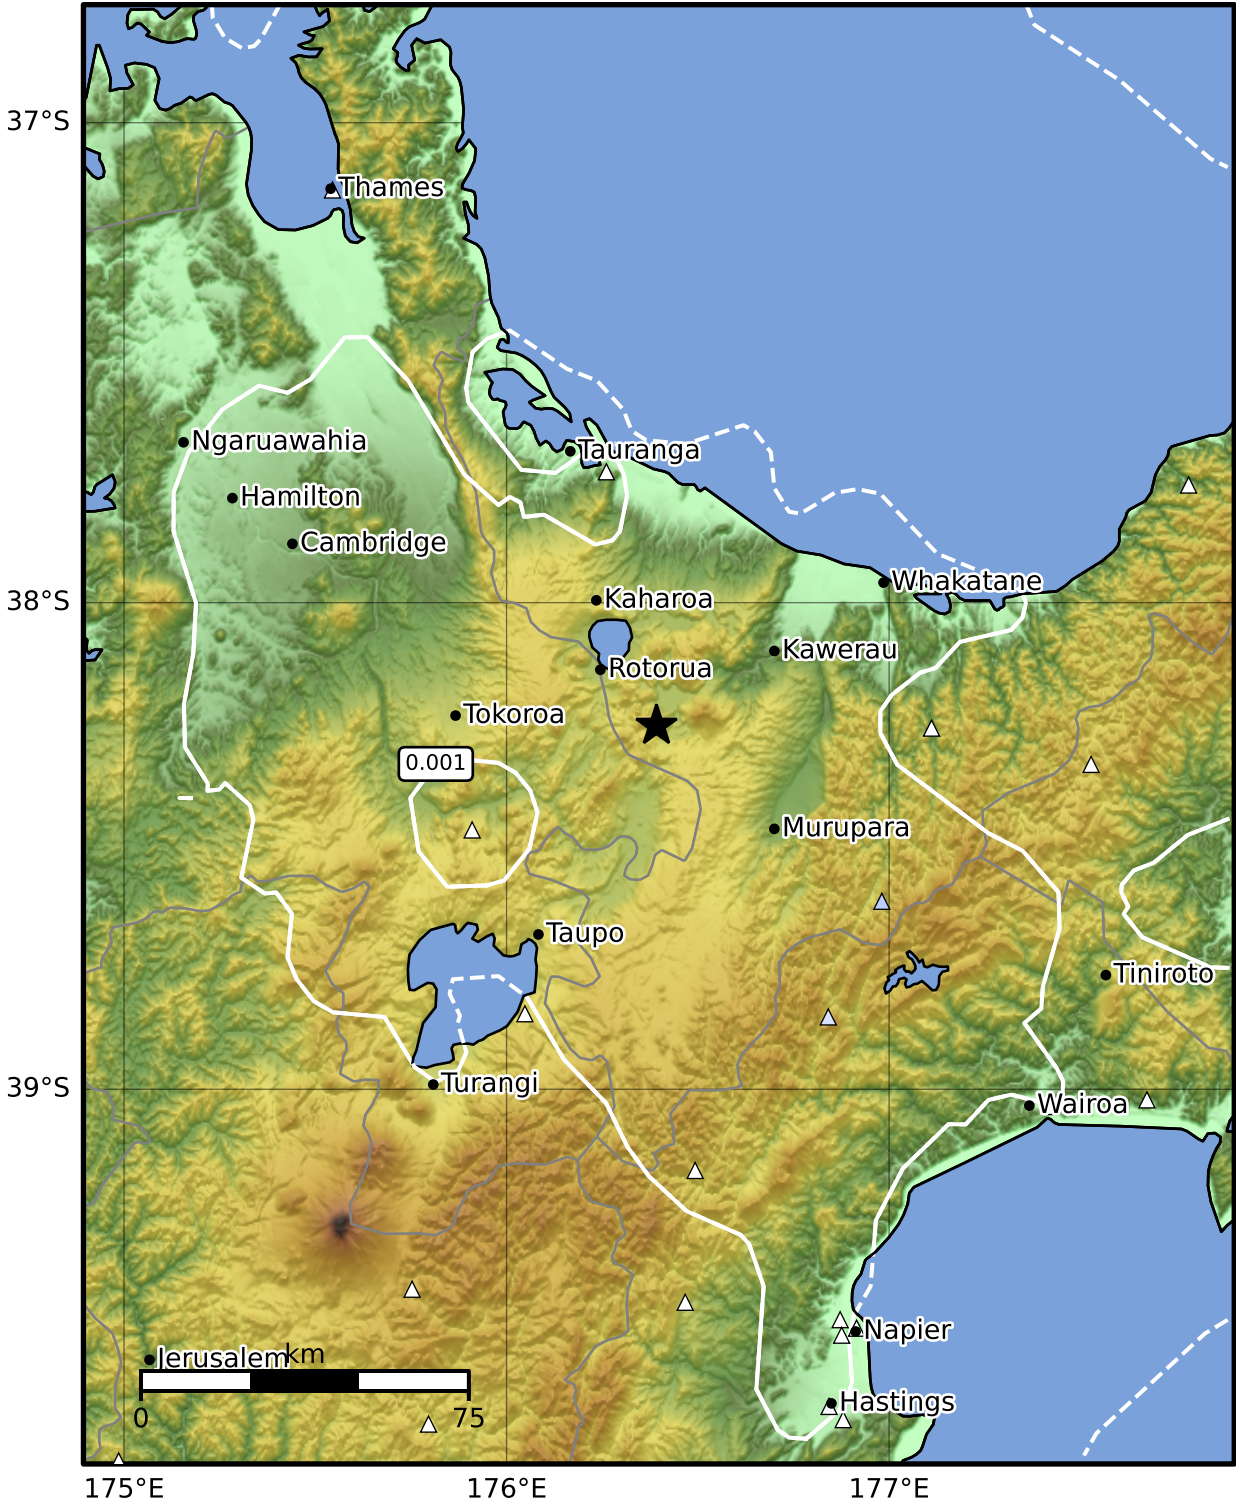 37°S
Thames
Tauranga
Ngaruawahia
Hamilton
Cambridge
Whakatane
38°S
Kaharoa
Kawerau
Rotorua
Tokoroa
0.001
Murupara
Taupo
Tiniroto
39°S
Turangi
Wairoa
Napier
Jerusalem
km
Hastings
0
75
175°E
176°E
177°E